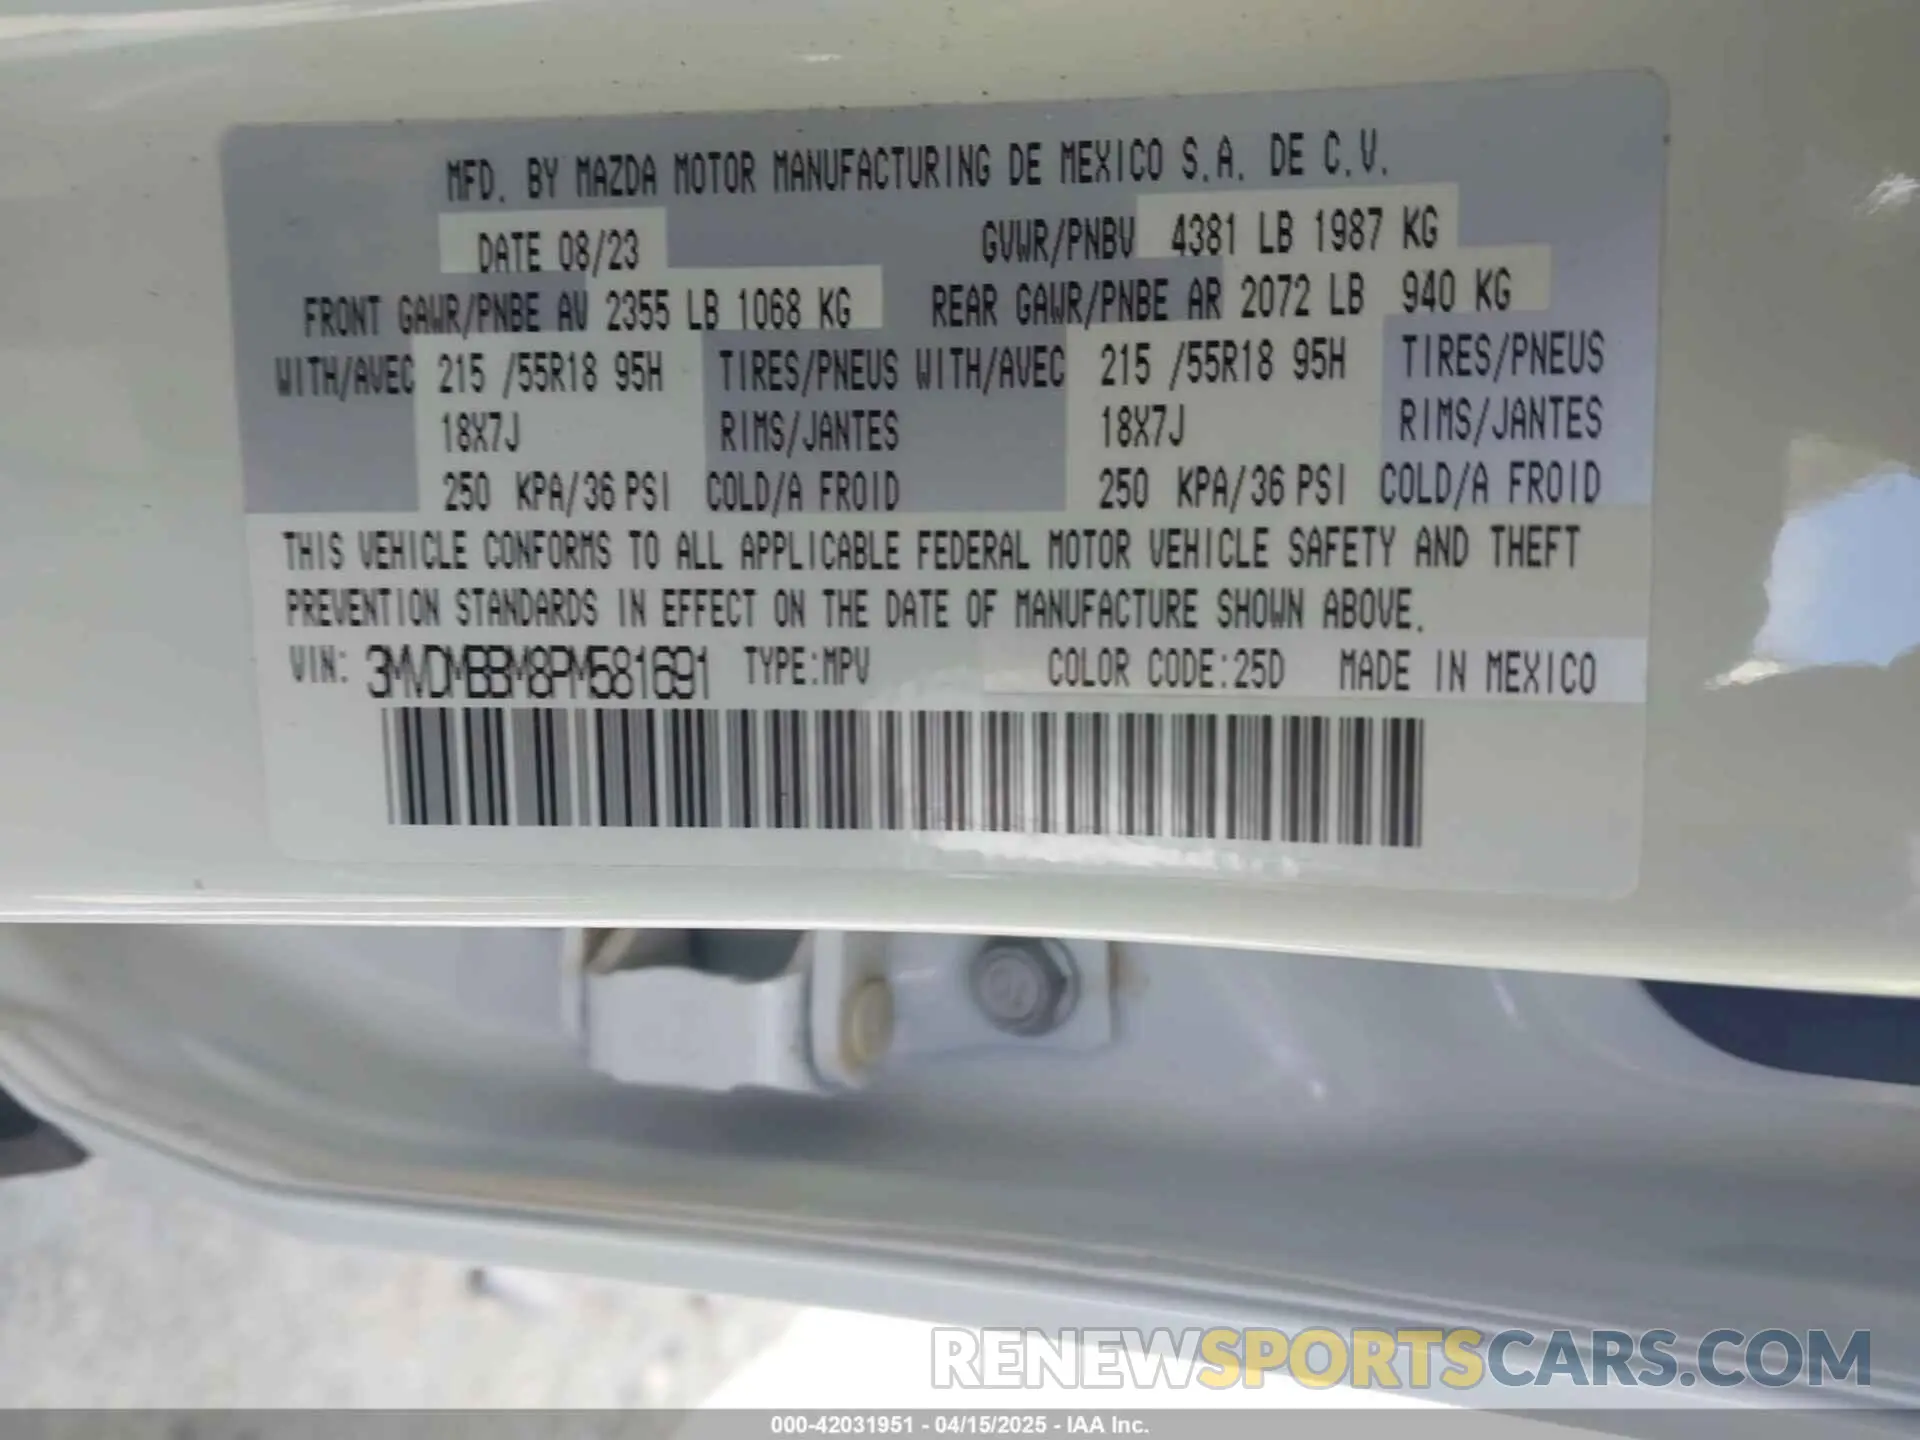 MFD. BY MAZDA MOTOR MANUFACTURING DE MEXICO S.A. DE C.V.
DATE 08/23 GVWR/PNBV 4381 LB 1987 KG
FRONT GAWR/PNBE AV 2355 LB 1068 KG REAR GAWR/PNBE AR 2072 LB 940 KG
WITH/AVEC 215 /55R18 95H TIRES/PNEUS WITH/AVEC 215 /55R18 95H TIRES/PNEUS
18X7J RIMS/JANTES 18X7J RIMS/JANTES
250 KPA/36 PSI COLD/A FROID 250 KPA/36 PSI COLD/A FROID
THIS VEHICLE CONFORMS TO ALL APPLICABLE FEDERAL MOTOR VEHICLE SAFETY AND THEFT
PREVENTION STANDARDS IN EFFECT ON THE DATE OF MANUFACTURE SHOWN ABOVE.
VIN: 3MVDMBBM8PM581691 TYPE:MPV COLOR CODE:25D MADE IN MEXICO
RENEWSPORTSCARS.COM
000-42031951 - 04/15/2025 - IAA Inc.